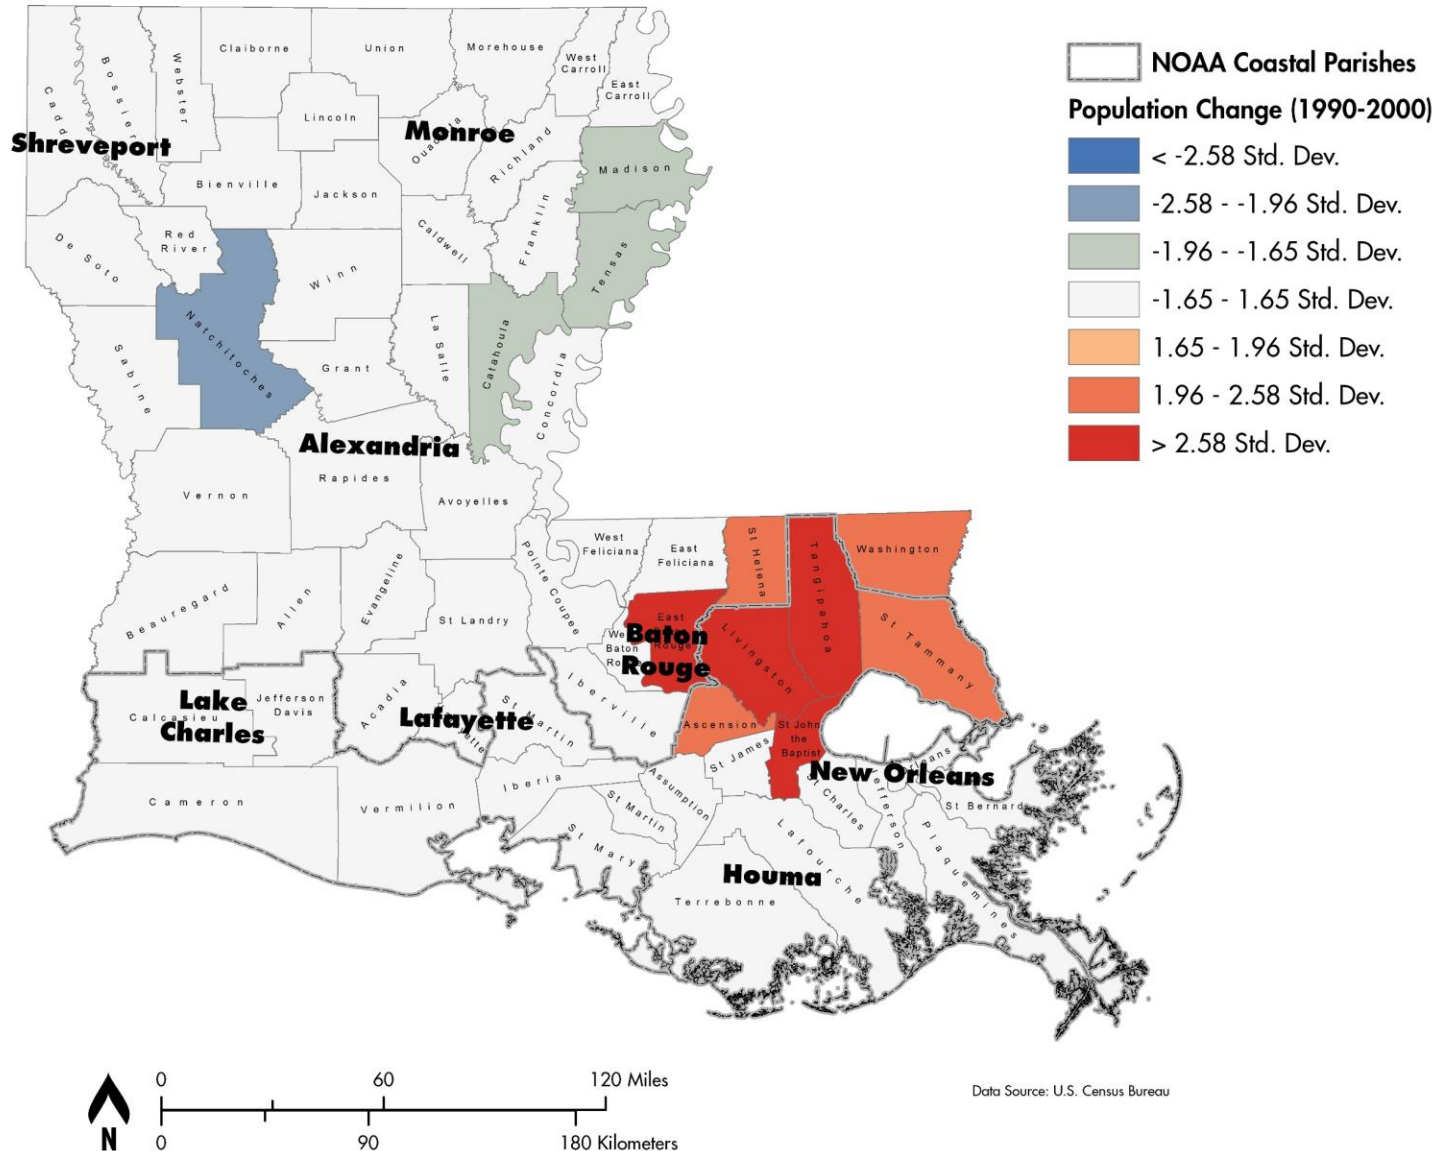 Claiborne
Union
Morehouse
West
Carroll
East
Carroll
Webster
Bossier
Lincoln
Shreveport
Monroe
Richland
Madison
Bienville
Jackson
Franklin
Caldwell
Red
River
De Soto
Winn
Tensas
Natchitoches
Sabine
Grant
La Salle
Catahoula
Concordia
Alexandria
Rapides
Vernon
Avoyelles
West
Feliciana
East
Feliciana
St Helena
Tangipahoa
Washington
Pointe Coupee
Evangeline
Beauregard
Allen
St Landry
East
Rouge
Baton
Rouge
Baton
Livingston
St Tammany
Lake
Charles
Calcasieu
Jefferson
Davis
Acadia
Lafayette
St Martin
Iberville
Ascension
St John
the
Baptist
St James
New Orleans
Cameron
Vermilion
Iberia
St Martin
Assumption
St Mary
St Charles
Jefferson
St Bernard
Plaquemines
Lafourche
Houma
Terrebonne
NOAA Coastal Parishes
Population Change (1990-2000)
< -2.58 Std. Dev.
-2.58 - -1.96 Std. Dev.
-1.96 - -1.65 Std. Dev.
-1.65 - 1.65 Std. Dev.
1.65 - 1.96 Std. Dev.
1.96 - 2.58 Std. Dev.
> 2.58 Std. Dev.
0 60 120 Miles
0 90 180 Kilometers
N
Data Source: U.S. Census Bureau